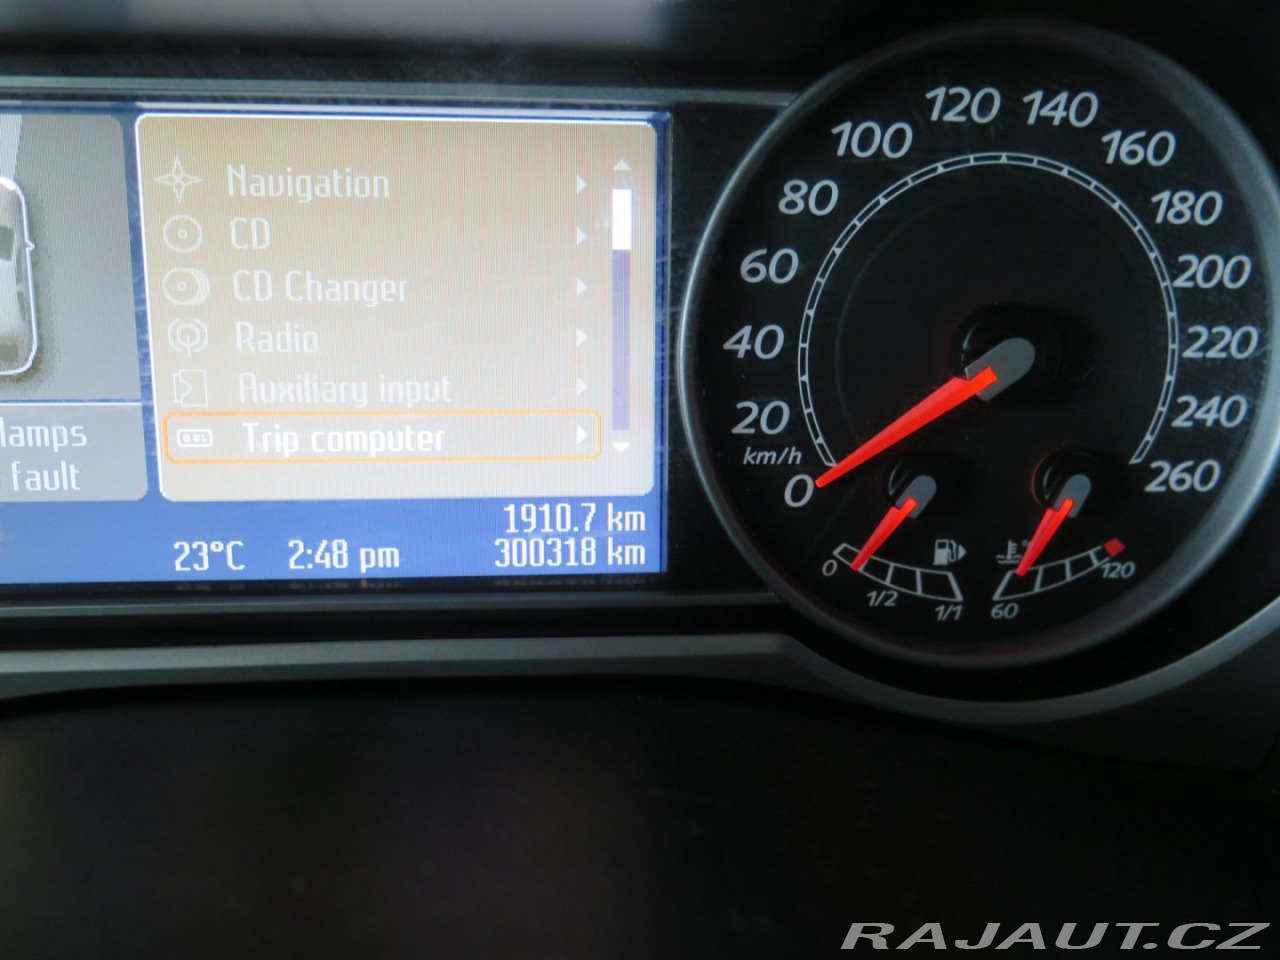 Navigation
CD
CD Changer
Radio
Auxiliary input
Trip computer
lamps
fault
1910.7 km
23°C 2:48 pm 300318 km
0
20
40
60
80
100
120
140
160
180
200
220
240
260
km/h
0
1/2
1/1
60
120
RAJAUT.CZ